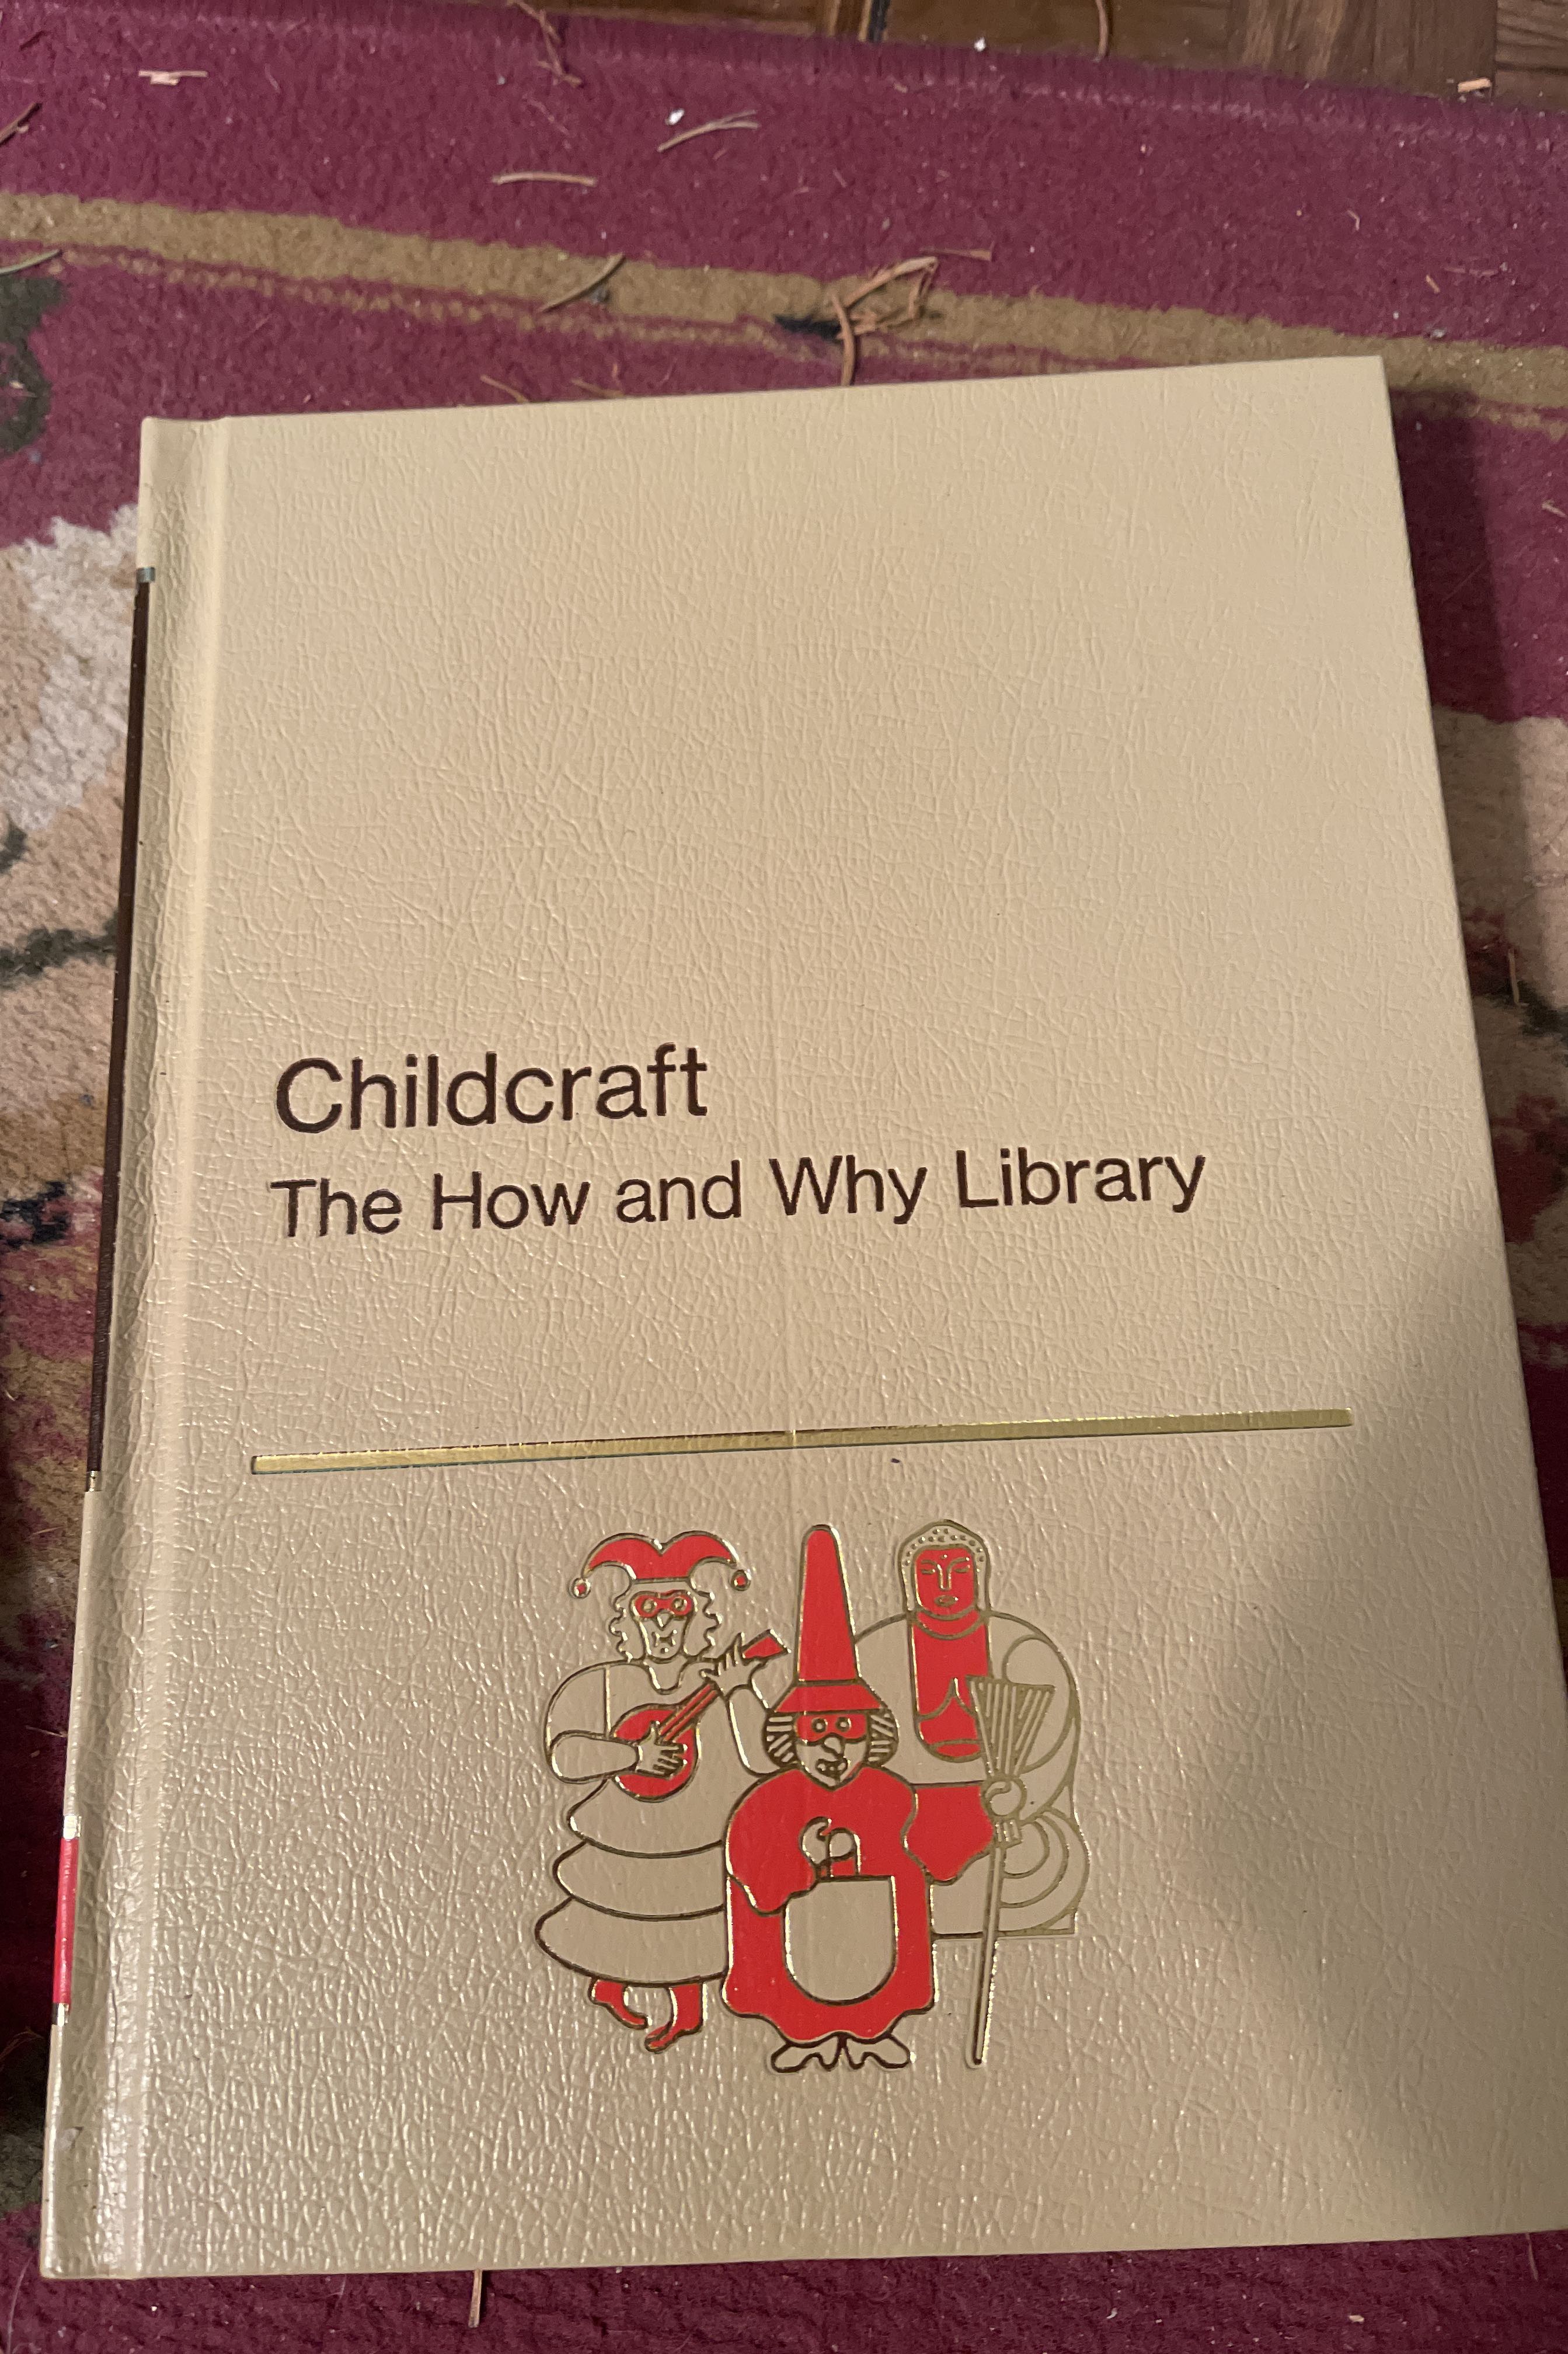 Childcraft
The How and Why Library